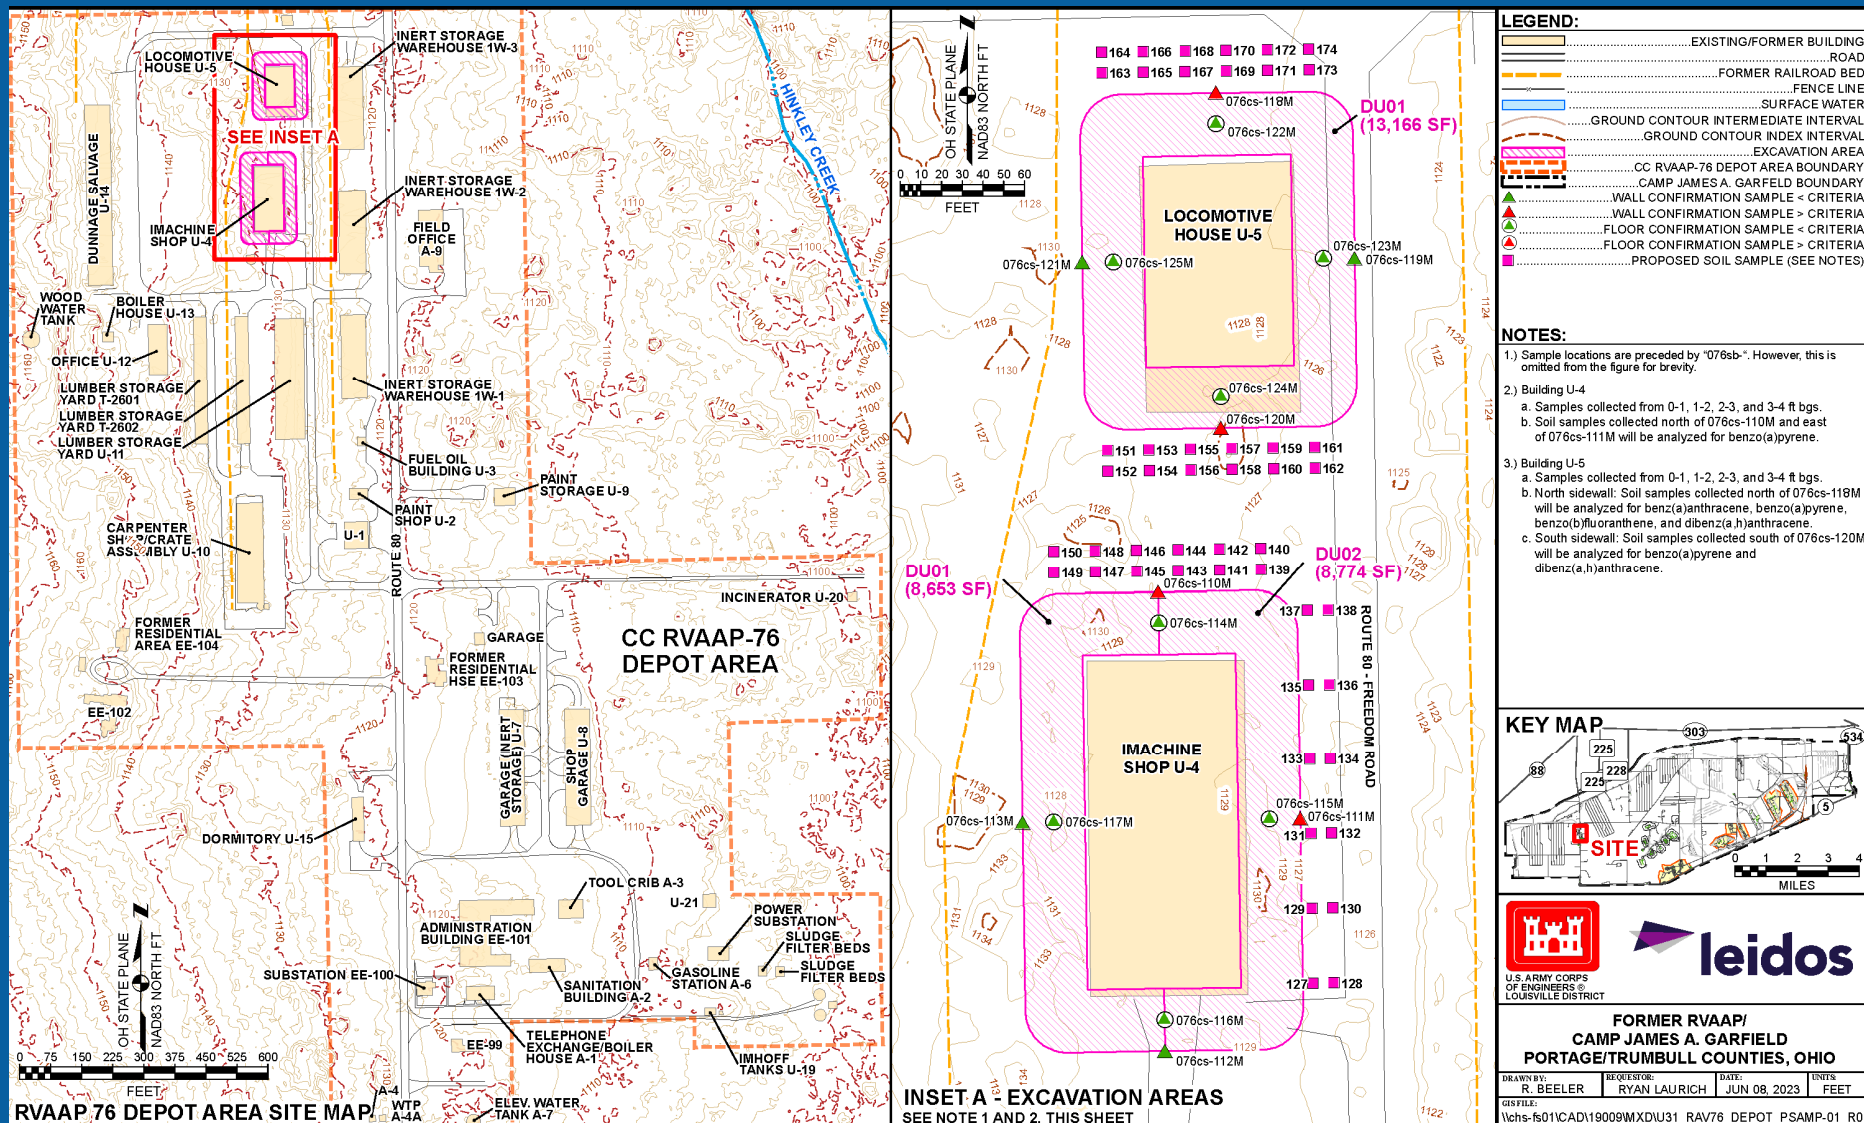 LOCOMOTIVE
HOUSE U-5
INERT STORAGE
WAREHOUSE 1W-3
SEE INSET A
DUNNAGE SALVAGE
U-14
IMACHINE
SHOP U-4
INERT STORAGE
WAREHOUSE 1W-2
FIELD
OFFICE
A-9
HINKLEY CREEK
WOOD
WATER
TANK
BOILER
HOUSE U-13
OFFICE U-12
LUMBER STORAGE
YARD T-2601
LUMBER STORAGE
YARD T-2602
LUMBER STORAGE
YARD U-11
INERT STORAGE
WAREHOUSE 1W-1
FUEL OIL
BUILDING U-3
PAINT
STORAGE U-9
PAINT
SHOP U-2
U-1
CARPENTER
SHOP/CRATE
ASSEMBLY U-10
ROUTE 80
INCINERATOR U-20
FORMER
RESIDENTIAL
AREA EE-104
GARAGE
FORMER
RESIDENTIAL
HSE EE-103
CC RVAAP-76
DEPOT AREA
EE-102
GARAGE (INERT
STORAGE) U-7
SHOP
GARAGE U-8
DORMITORY U-15
TOOL CRIB A-3
U-21
POWER
SUBSTATION
SLUDGE
FILTER BEDS
SLUDGE
FILTER BEDS
ADMINISTRATION
BUILDING EE-101
SUBSTATION EE-100
GASOLINE
STATION A-6
SANITATION
BUILDING A-2
TELEPHONE
EXCHANGE/BOILER
HOUSE A-1
EE-99
IMHOFF
TANKS U-19
A-4
WTP
A-4A
ELEV. WATER
TANK A-7
OH STATE PLANE
NAD83 NORTH FT
Z
0 75 150 225 300 375 450 525 600
FEET
RVAAP 76 DEPOT AREA SITE MAP
OH STATE PLANE
NAD83 NORTH FT
Z
0 10 20 30 40 50 60
FEET
164 166 168 170 172 174
163 165 167 169 171 173
076cs-118M
076cs-122M
DU01
(13,166 SF)
LOCOMOTIVE
HOUSE U-5
076cs-123M
076cs-121M
076cs-125M
076cs-119M
076cs-124M
076cs-120M
151 153 155 157 159 161
152 154 156 158 160 162
150 148 146 144 142 140
149 147 145 143 141 139
DU01
(8,653 SF)
DU02
(8,774 SF)
076cs-110M
076cs-114M
137 138
135 136
133 134
ROUTE 80 - FREEDOM ROAD
IMACHINE
SHOP U-4
076cs-115M
076cs-111M
076cs-113M
076cs-117M
131 132
129 130
127 128
076cs-116M
076cs-112M
INSET A - EXCAVATION AREAS
SEE NOTE 1 AND 2, THIS SHEET
LEGEND:
EXISTING/FORMER BUILDING
ROAD
FORMER RAILROAD BED
FENCE LINE
SURFACE WATER
GROUND CONTOUR INTERMEDIATE INTERVAL
GROUND CONTOUR INDEX INTERVAL
EXCAVATION AREA
CC RVAAP-76 DEPOT AREA BOUNDARY
CAMP JAMES A. GARFELD BOUNDARY
WALL CONFIRMATION SAMPLE < CRITERIA
WALL CONFIRMATION SAMPLE > CRITERIA
FLOOR CONFIRMATION SAMPLE < CRITERIA
FLOOR CONFIRMATION SAMPLE > CRITERIA
PROPOSED SOIL SAMPLE (SEE NOTES)
NOTES:
1.) Sample locations are preceded by "076sb-". However, this is
omitted from the figure for brevity.
2.) Building U-4
a. Samples collected from 0-1, 1-2, 2-3, and 3-4 ft bgs.
b. Soil samples collected north of 076cs-110M and east
of 076cs-111M will be analyzed for benzo(a)pyrene.
3.) Building U-5
a. Samples collected from 0-1, 1-2, 2-3, and 3-4 ft bgs.
b. North sidewall: Soil samples collected north of 076cs-118M
will be analyzed for benz(a)anthracene, benzo(a)pyrene,
benzo(b)fluoranthene, and dibenz(a,h)anthracene.
c. South sidewall: Soil samples collected south of 076cs-120M
will be analyzed for benzo(a)pyrene and
dibenz(a,h)anthracene.
KEY MAP
303
534
225
88
228
225
5
SITE
0 1 2 3 4
MILES
U.S. ARMY CORPS
OF ENGINEERS ®
LOUISVILLE DISTRICT
leidos
FORMER RVAAP/
CAMP JAMES A. GARFIELD
PORTAGE/TRUMBULL COUNTIES, OHIO
DRAWN BY: R. BEELER
REQUESTOR: RYAN LAURICH
DATE: JUN 08, 2023
UNITS: FEET
GIS FILE:
\\chs-fs01\CAD\19009\MXD\U31_RAV76_DEPOT_PSAMP-01_R0